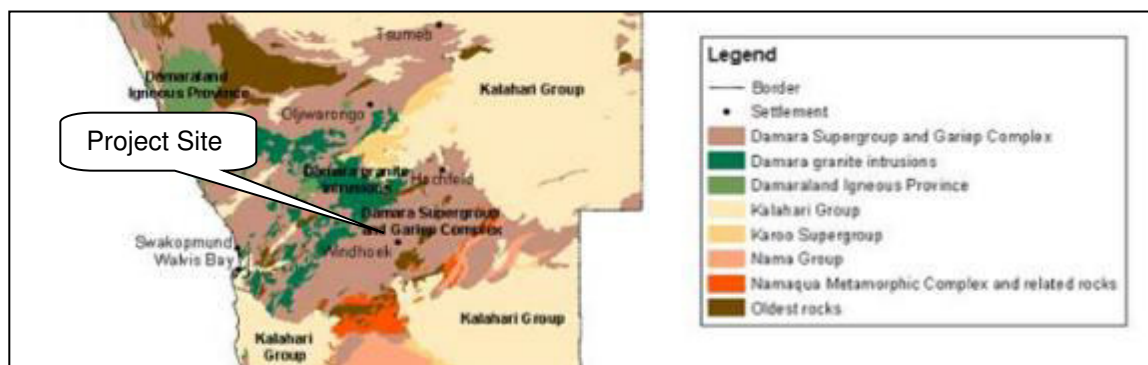 Tsumeb
Damaraland
Igneous Province
Kalahari Group
Otjiwarongo
Project Site
Damara granite
intrusions
Hochfeld
Damara Supergroup
and Gariep Complex
Swakopmund
Walvis Bay
Windhoek
Kalahari
Group
Kalahari Group
Legend
Border
Settlement
Damara Supergroup and Gariep Complex
Damara granite intrusions
Damaraland Igneous Province
Kalahari Group
Karoo Supergroup
Nama Group
Namaqua Metamorphic Complex and related rocks
Oldest rocks